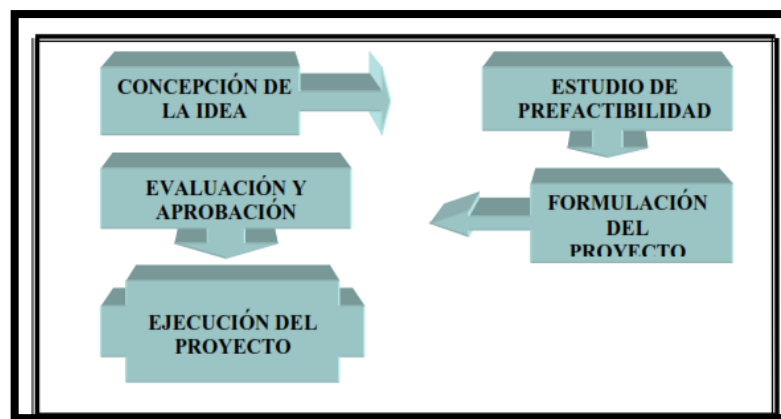 CONCEPCIÓN DE
LA IDEA
ESTUDIO DE
PREFACTIBILIDAD
FORMULACIÓN
DEL
PROYECTO
EVALUACIÓN Y
APROBACIÓN
EJECUCIÓN DEL
PROYECTO